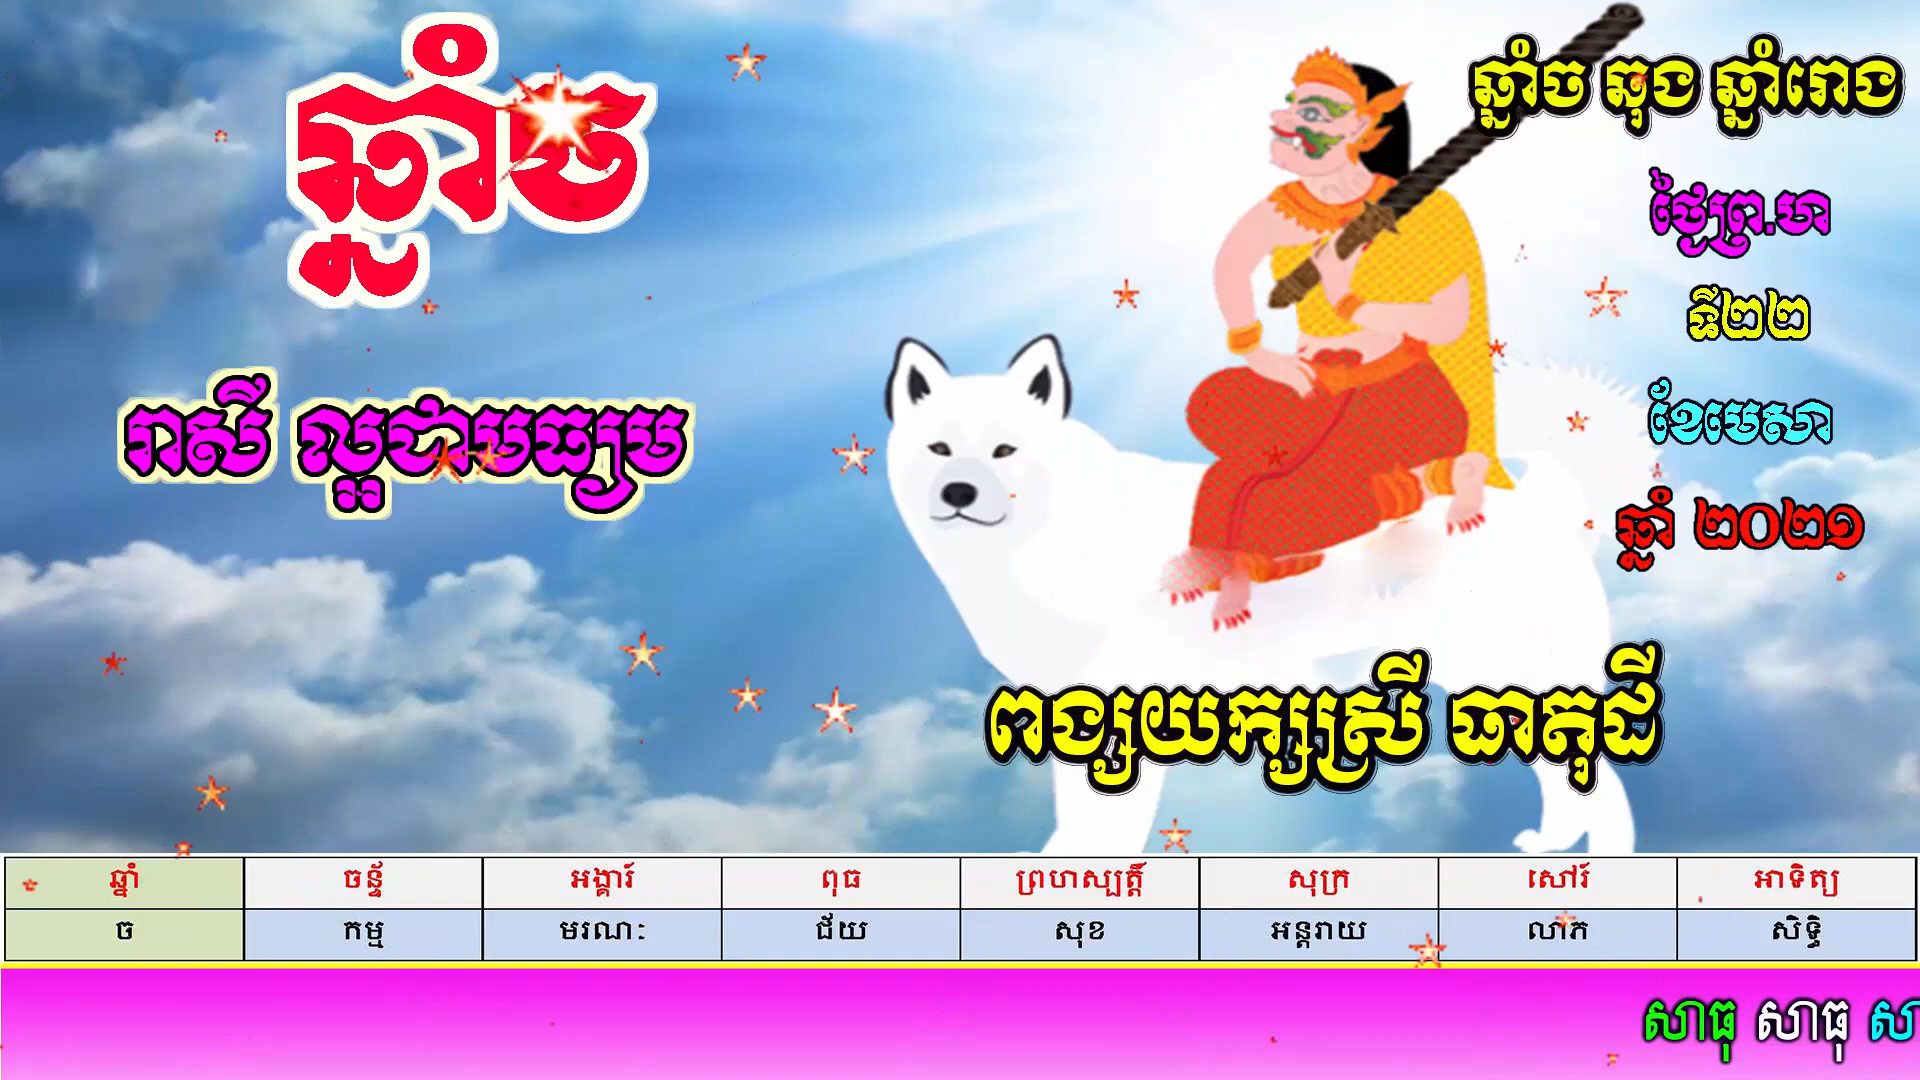 ឆ្នាំច
រាសី ល្អជាមធ្យម
ឆ្នាំច ឆុង ឆ្នាំរោង
ថ្ងៃព្រ.ហ
ទី២២
ខែមេសា
ឆ្នាំ ២០២១
ពង្សយក្សស្រី ធាតុដី
ឆ្នាំ ចន្ទ័ អង្គារ៍ ពុធ ព្រហស្បត្តិ៍ សុក្រ សៅរ៍ អាទិត្យ
ច កម្ម មរណៈ ជ័យ សុខ អន្តរាយ លាភ សិទ្ធិ
សាធុ សាធុ សា